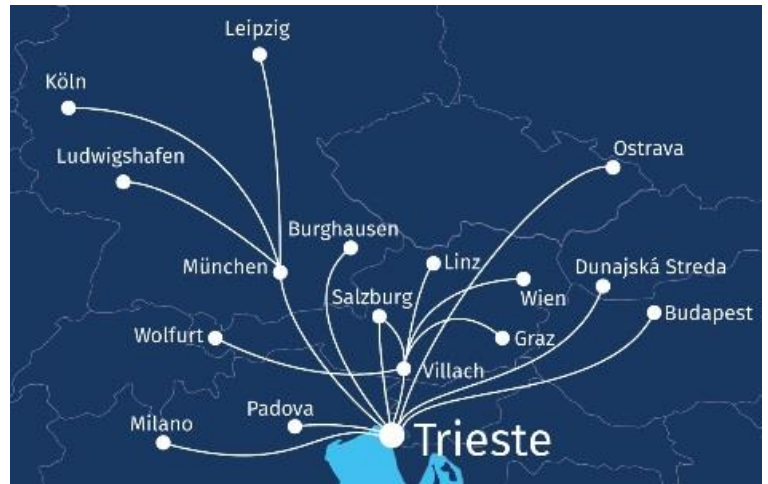 Leipzig
Köln
Ludwigshafen
Ostrava
Burghausen
München
Linz
Dunajská Streda
Salzburg
Wien
Budapest
Wolfurt
Graz
Villach
Padova
Milano
Trieste